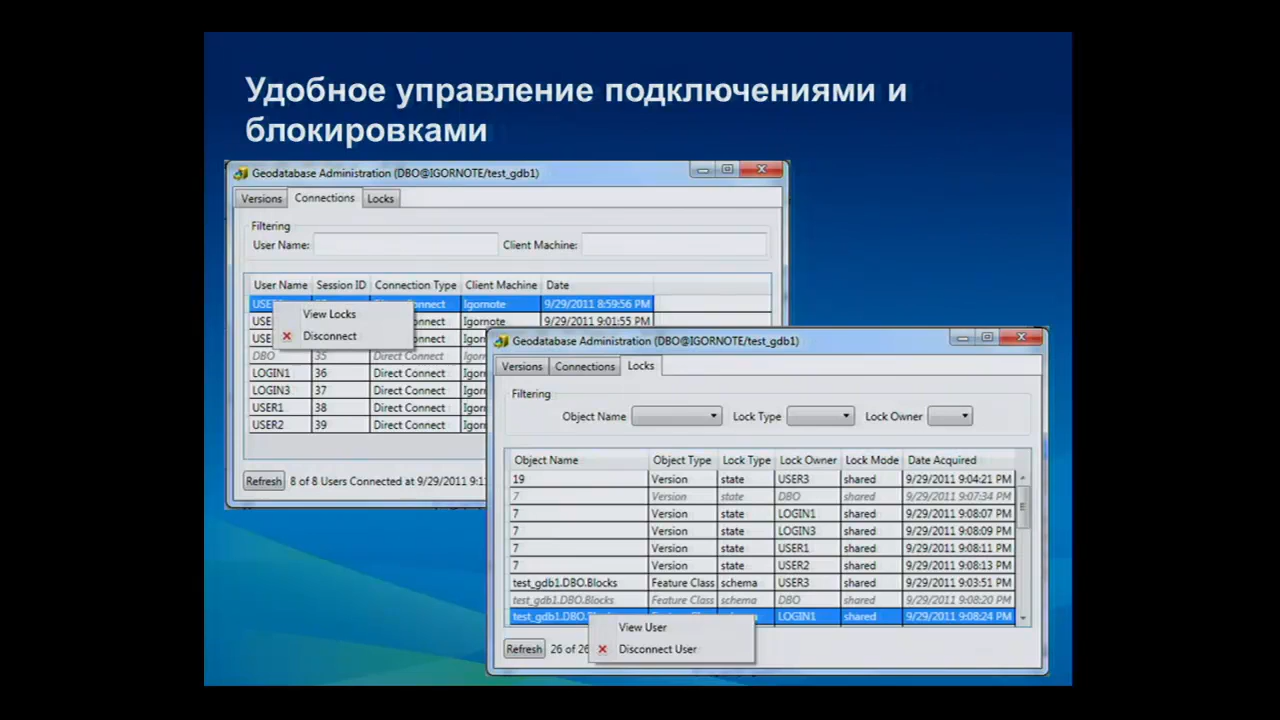 Удобное управление подключениями и
блокировками
Geodatabase Administration (DBO@IGORNOTE/test_gdb1)
Versions Connections Locks
Filtering
User Name: Client Machine:
User Name Session ID Connection Type Client Machine Date
Igornote 9/29/2011 8:59:56 PM
Igornote 9/29/2011 9:01:55 PM
View Locks
Disconnect
DBO 35 Direct Connect
LOGIN1 36 Direct Connect
LOGIN3 37 Direct Connect
USER1 38 Direct Connect
USER2 39 Direct Connect
Refresh 8 of 8 Users Connected at 9/29/2011
Geodatabase Administration (DBO@IGORNOTE/test_gdb1)
Versions Connections Locks
Filtering
Object Name Lock Type Lock Owner
Object Name Object Type Lock Type Lock Owner Lock Mode Date Acquired
19 Version state USER3 shared 9/29/2011 9:04:21 PM
7 Version state DBO shared 9/29/2011 9:07:34 PM
7 Version state LOGIN1 shared 9/29/2011 9:08:07 PM
7 Version state LOGIN3 shared 9/29/2011 9:08:09 PM
7 Version state USER1 shared 9/29/2011 9:08:11 PM
7 Version state USER2 shared 9/29/2011 9:08:13 PM
test_gdb1.DBO.Blocks Feature Class schema USER3 shared 9/29/2011 9:03:51 PM
test_gdb1.DBO.Blocks Feature Class schema DBO shared 9/29/2011 9:08:20 PM
test_gdb1.DBO. LOGIN1 shared 9/29/2011 9:08:24 PM
View User
Disconnect User
Refresh 26 of 26